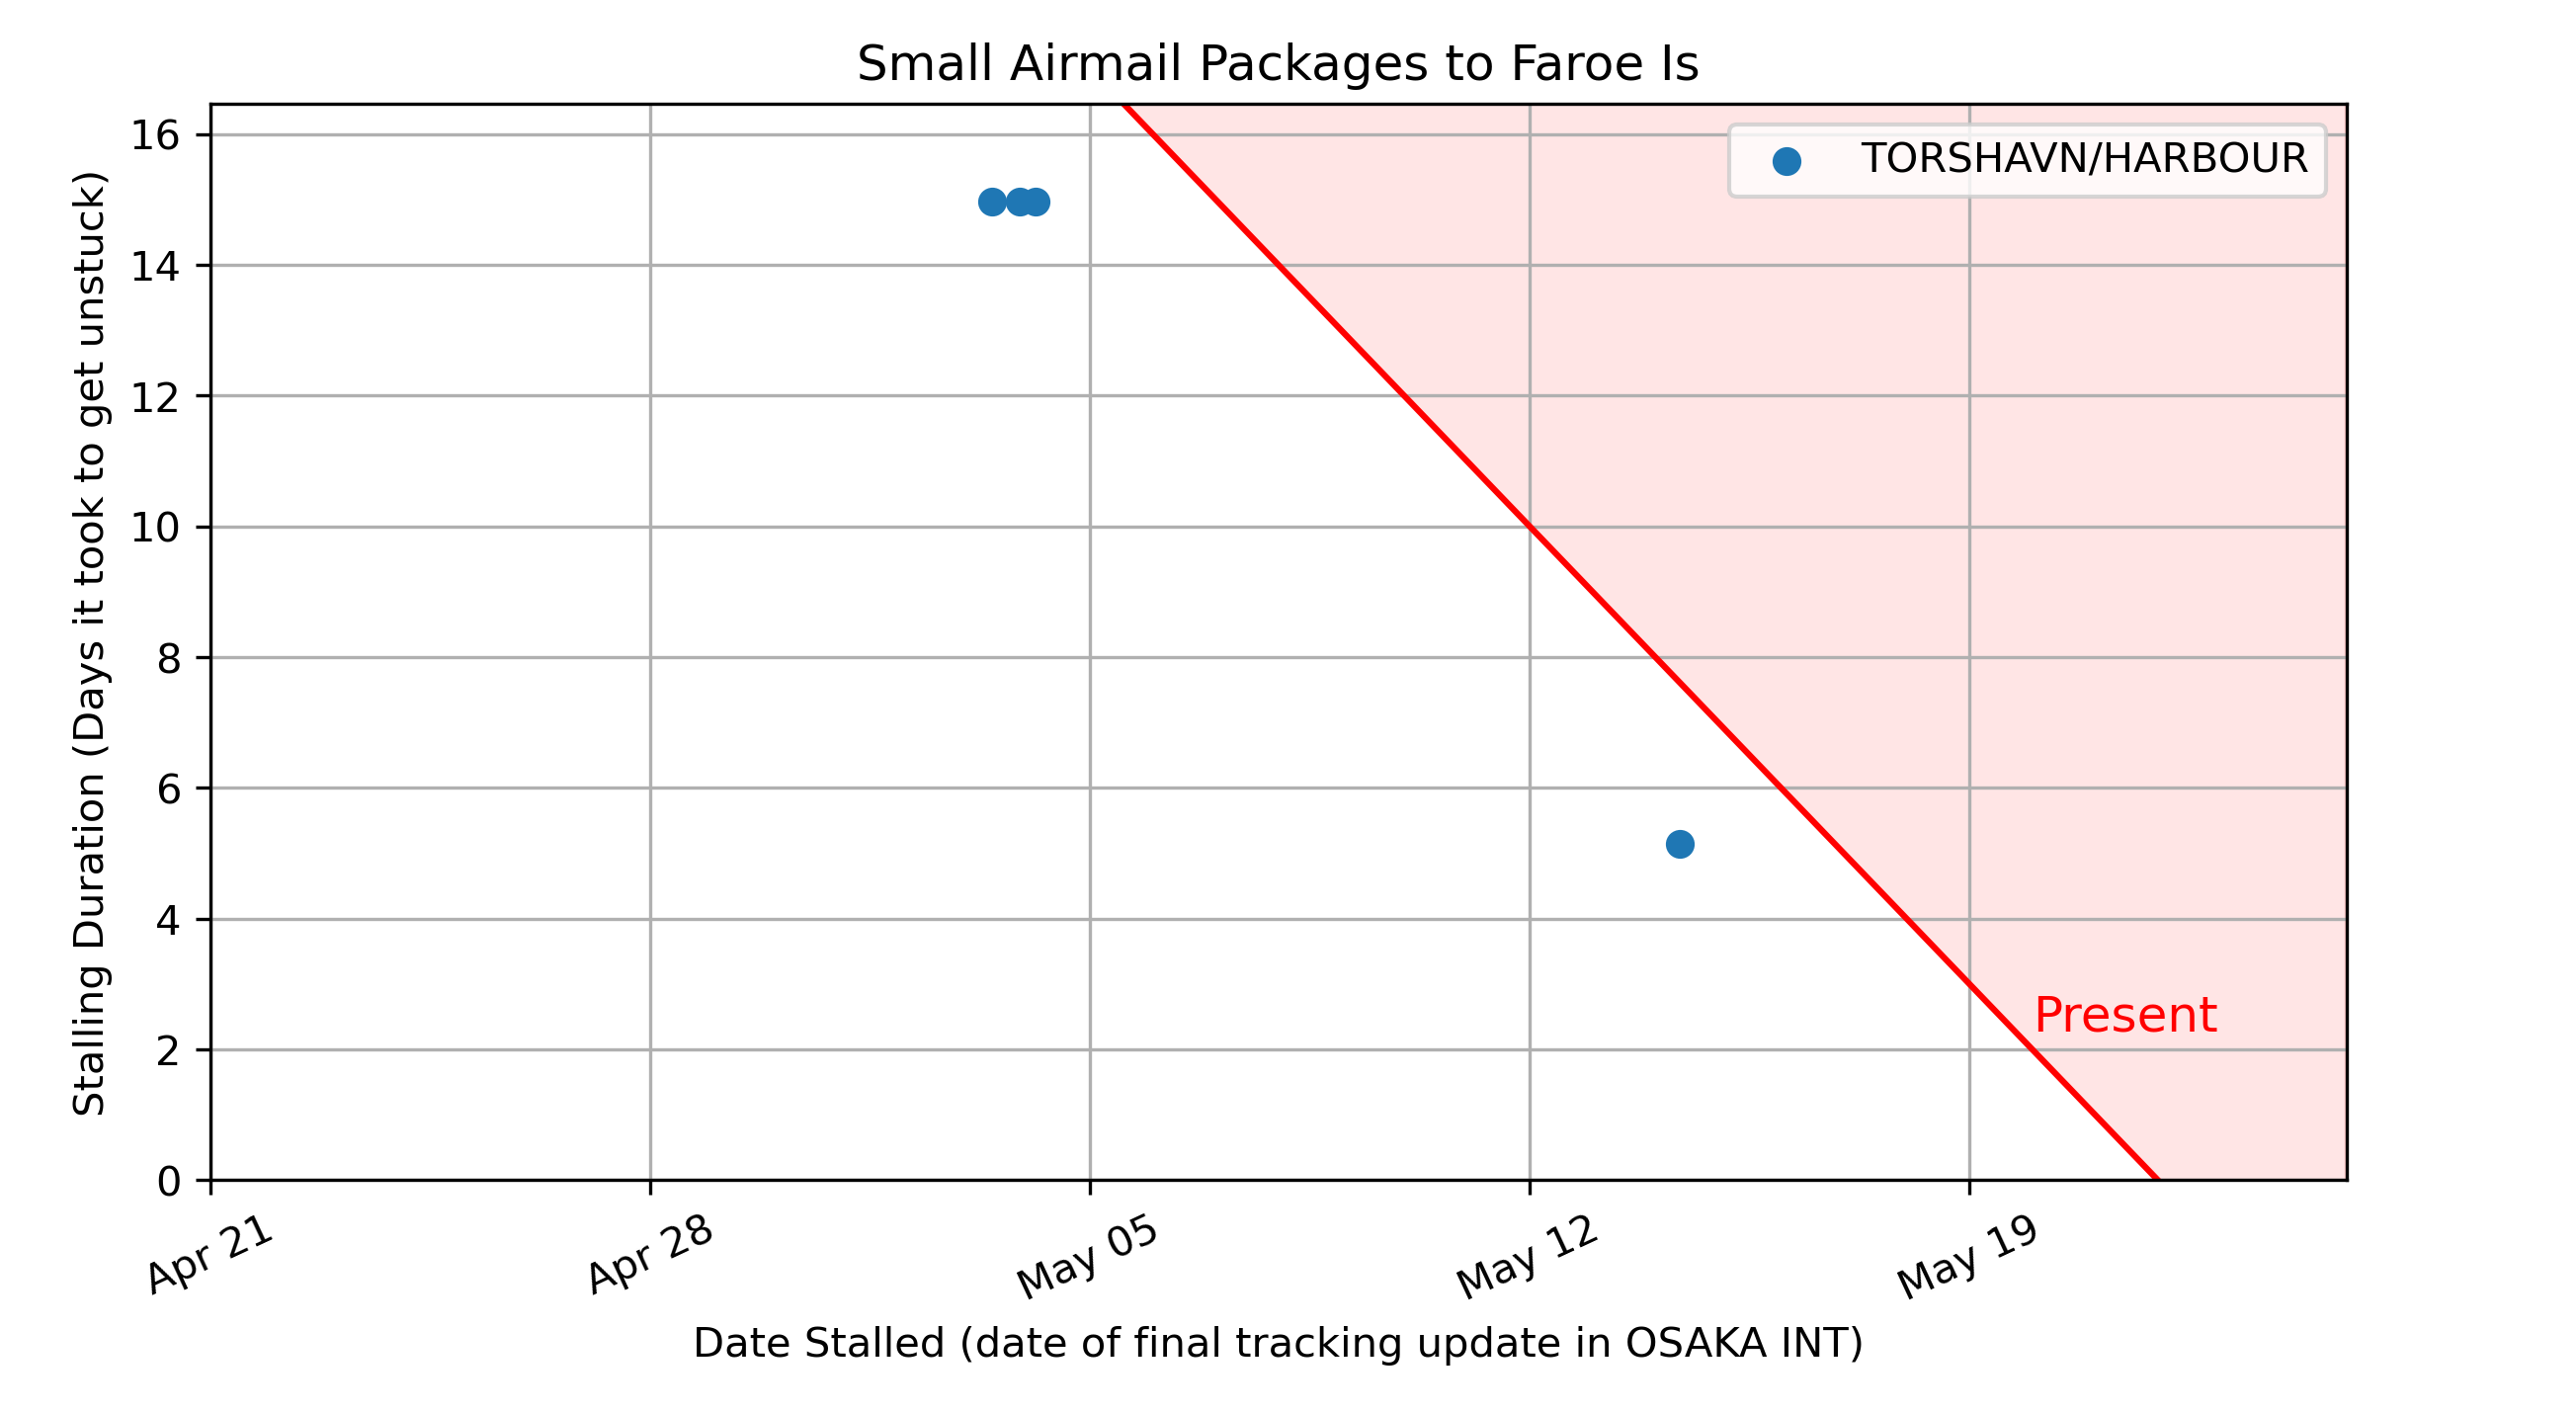 Small Airmail Packages to Faroe Is
TORSHAVN/HARBOUR
Stalling Duration (Days it took to get unstuck)
16
14
12
10
8
6
4
2
0
Present
Apr 21
Apr 28
May 05
May 12
May 19
Date Stalled (date of final tracking update in OSAKA INT)